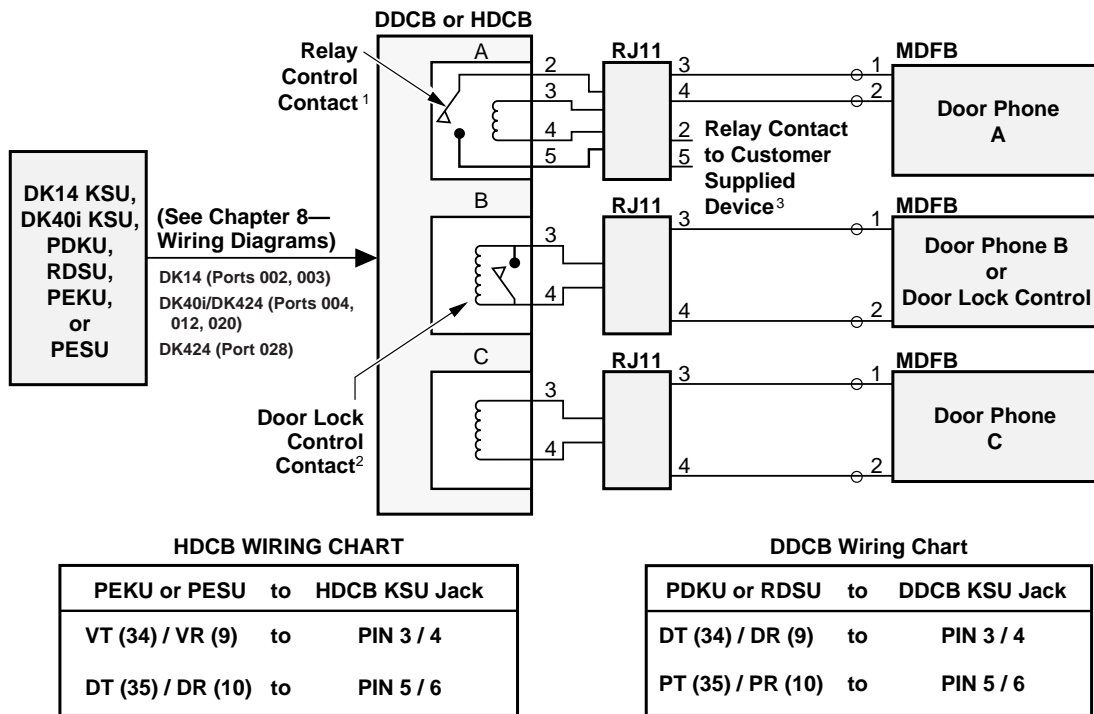 DDCB or HDCB
Relay
Control
Contact 1
A
2
3
4
5
RJ11
3
4
2
5
Relay Contact
to Customer
Supplied
Device 3
MDFB
1
2
Door Phone
A
DK14 KSU,
DK40i KSU,
PDKU,
RDSU,
PEKU,
or
PESU
(See Chapter 8—
Wiring Diagrams)
DK14 (Ports 002, 003)
DK40i/DK424 (Ports 004,
012, 020)
DK424 (Port 028)
B
3
4
RJ11
3
4
MDFB
1
2
Door Phone B
or
Door Lock Control
Door Lock
Control
Contact2
C
3
4
RJ11
3
4
MDFB
1
2
Door Phone
C
HDCB WIRING CHART
PEKU or PESU to HDCB KSU Jack
VT (34) / VR (9) to PIN 3 / 4
DT (35) / DR (10) to PIN 5 / 6
DDCB Wiring Chart
PDKU or RDSU to DDCB KSU Jack
DT (34) / DR (9) to PIN 3 / 4
PT (35) / PR (10) to PIN 5 / 6